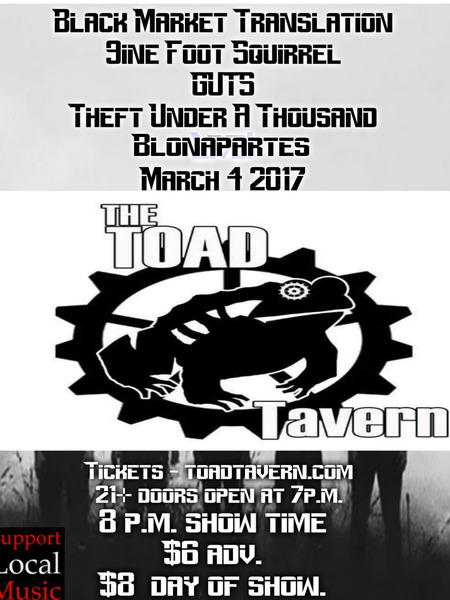 Black Market Translation
9ine Foot Squirrel
GUTS
Theft Under A Thousand
Blonapartes
March 4 2017
THE
TOAD
Tavern
Tickets - toadtavern.com
21+ doors open at 7p.m.
8 p.m. show time
$6 adv.
$8 day of show.
Support
Local
Music